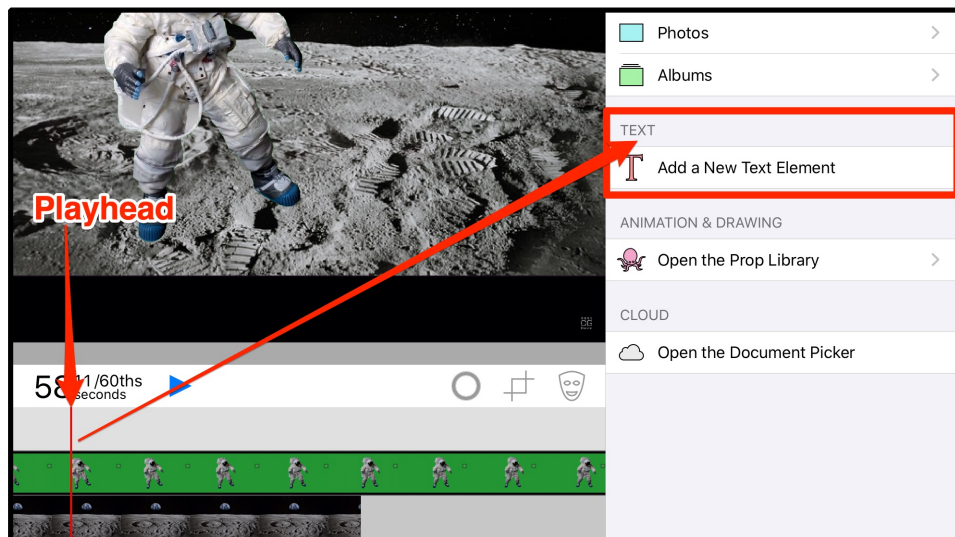 Photos
Albums
TEXT
T Add a New Text Element
Playhead
ANIMATION & DRAWING
Open the Prop Library
CLOUD
Open the Document Picker
58 11/60ths
seconds